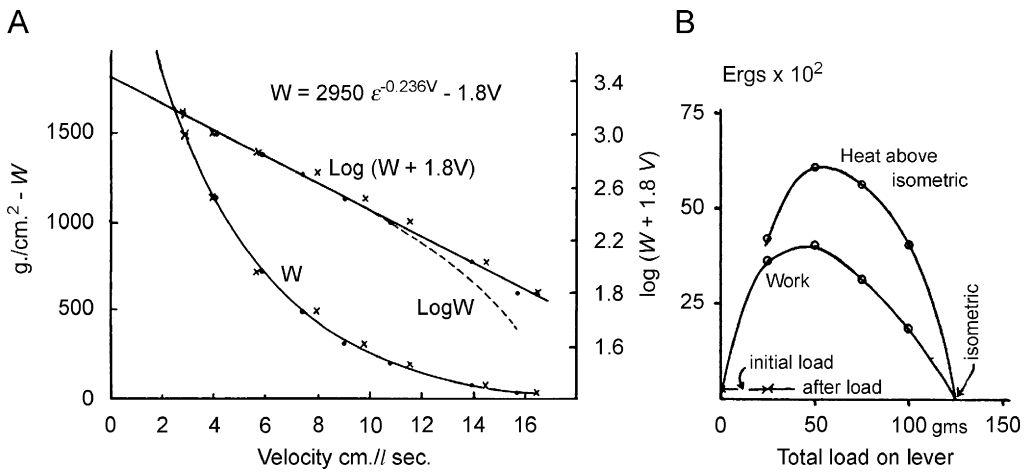 A
W = 2950 ε^-0.236V - 1.8V
Log (W + 1.8V)
W
LogW
g./cm.² - W
1500
1000
500
0
3.4
3.0
2.6
2.2
1.8
1.6
log (W + 1.8 V)
0 2 4 6 8 10 12 14 16
Velocity cm./l sec.
B
Ergs x 10²
75
50
25
Heat above
isometric
Work
initial load
after load
isometric
0 50 100 gms 150
Total load on lever